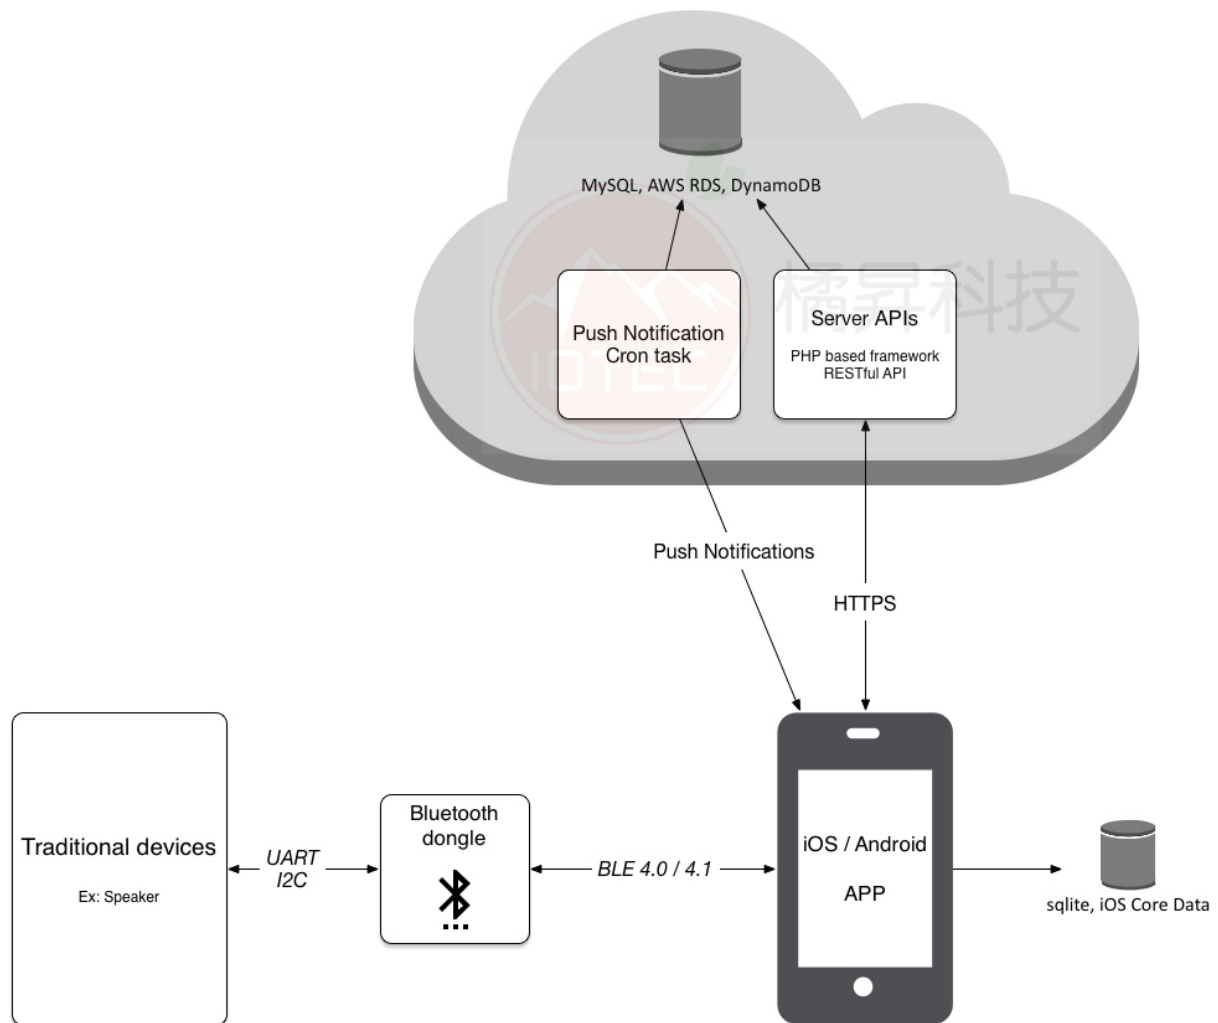 MySQL, AWS RDS, DynamoDB
Push Notification
Cron task
Server APIs
PHP based framework
RESTful API
橘昇科技
IOTEC
Push Notifications
HTTPS
Traditional devices
Ex: Speaker
UART
I2C
Bluetooth
dongle
BLE 4.0 / 4.1
iOS / Android
APP
sqlite, iOS Core Data